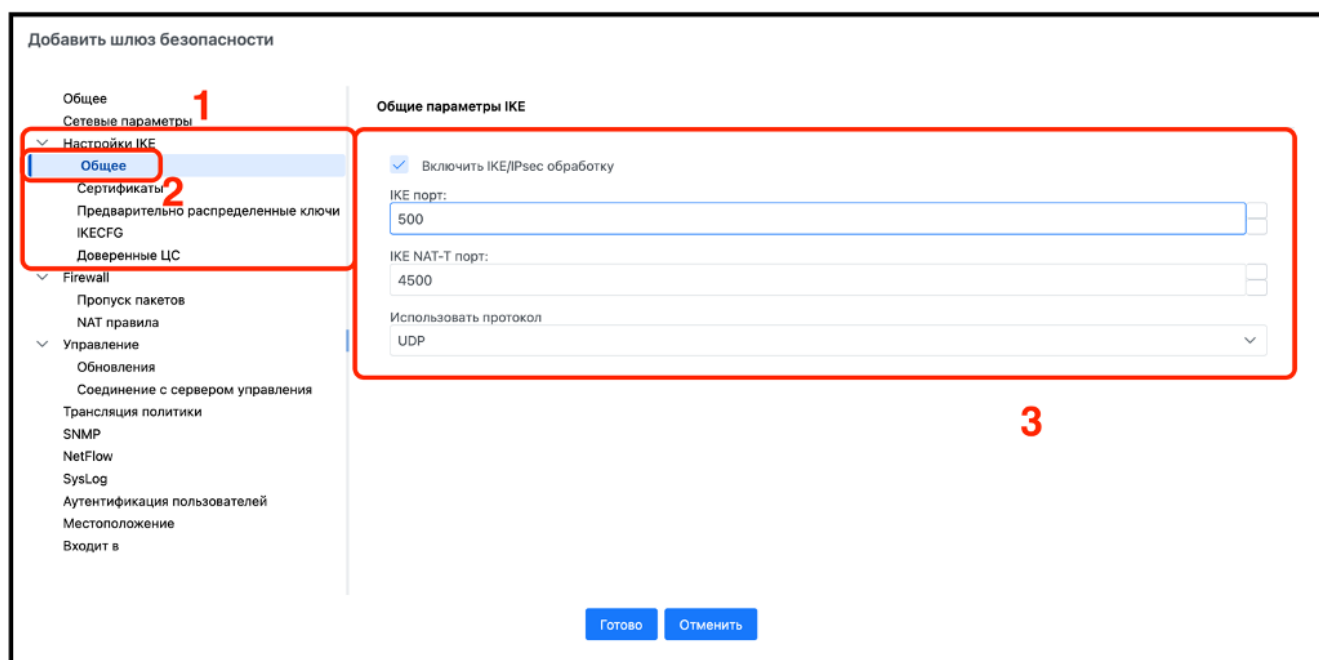 Добавить шлюз безопасности
Общее
1
Сетевые параметры
Настройки IKE
Общее
2
Сертификаты
Предварительно распределенные ключи
IKECFG
Доверенные ЦС
Firewall
Пропуск пакетов
NAT правила
Управление
Обновления
Соединение с сервером управления
Трансляция политики
SNMP
NetFlow
SysLog
Аутентификация пользователей
Местоположение
Входит в
Общие параметры IKE
Включить IKE/IPsec обработку
IKE порт:
500
IKE NAT-T порт:
4500
Использовать протокол
UDP
3
Готово
Отменить